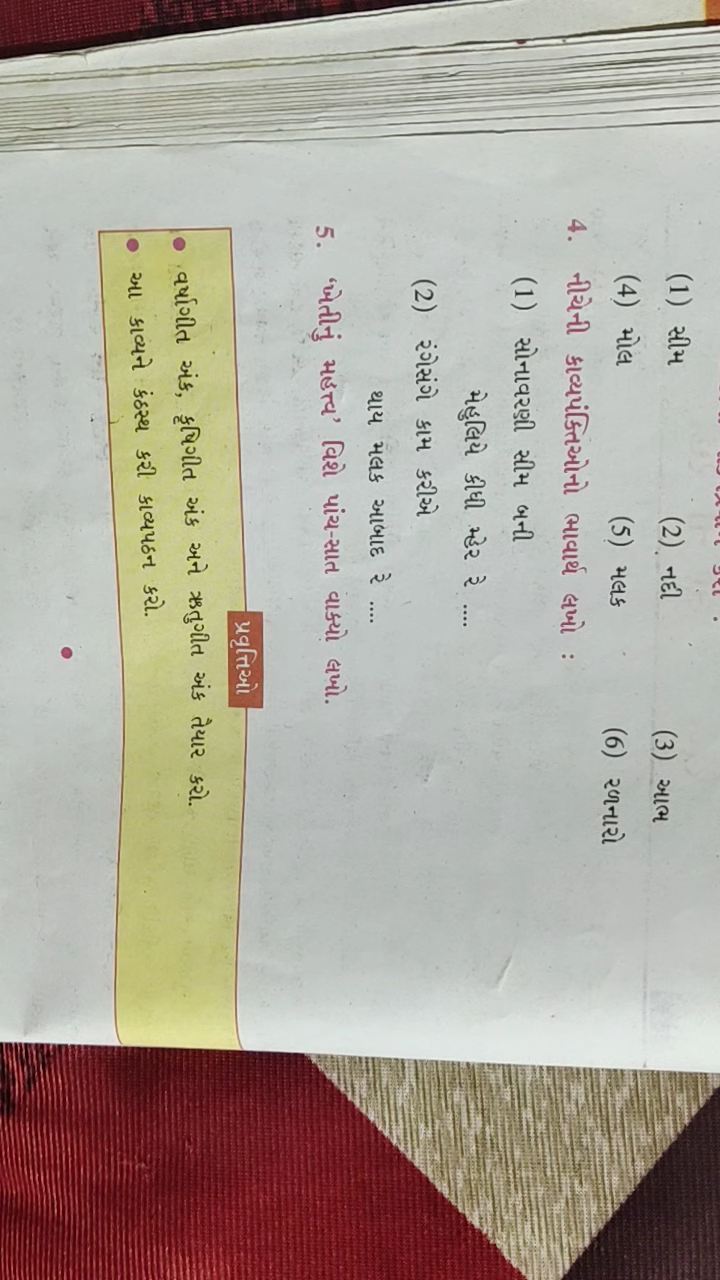 (1) સીમ (2) નદી (3) આભ
(4) મોલ (5) મલક (6) રળનારો
4. નીચેની કાવ્યપંક્તિઓનો ભાવાર્થ લખો :
(1) સોનાવરણી સીમ બની
મેહુલિયે કીધી મ્હેર રે .....
(2) રંગેસંગે કામ કરીએ
થાય મલક આબાદ રે ....
5. ‘ખેતીનું મહત્ત્વ’ વિશે પાંચ-સાત વાક્યો લખો.
પ્રવૃત્તિઓ
• વર્ષાગીત અંક, કૃષિગીત અંક અને ઋતુગીત અંક તૈયાર કરો.
• આ કાવ્યને કંઠસ્થ કરી કાવ્યપઠન કરો.